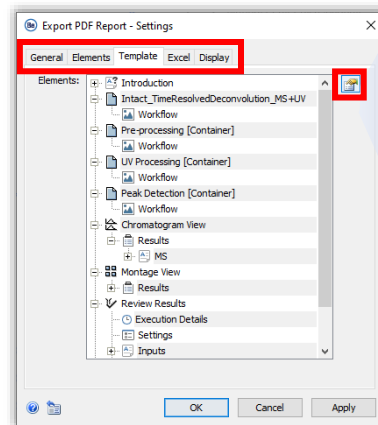 Export PDF Report - Settings
General Elements Template Excel Display
Elements:
Introduction
Intact_TimeResolvedDeconvolution_MS+UV
Workflow
Pre-processing [Container]
Workflow
UV Processing [Container]
Workflow
Peak Detection [Container]
Workflow
Chromatogram View
Results
MS
Montage View
Results
Review Results
Execution Details
Settings
Inputs
OK Cancel Apply